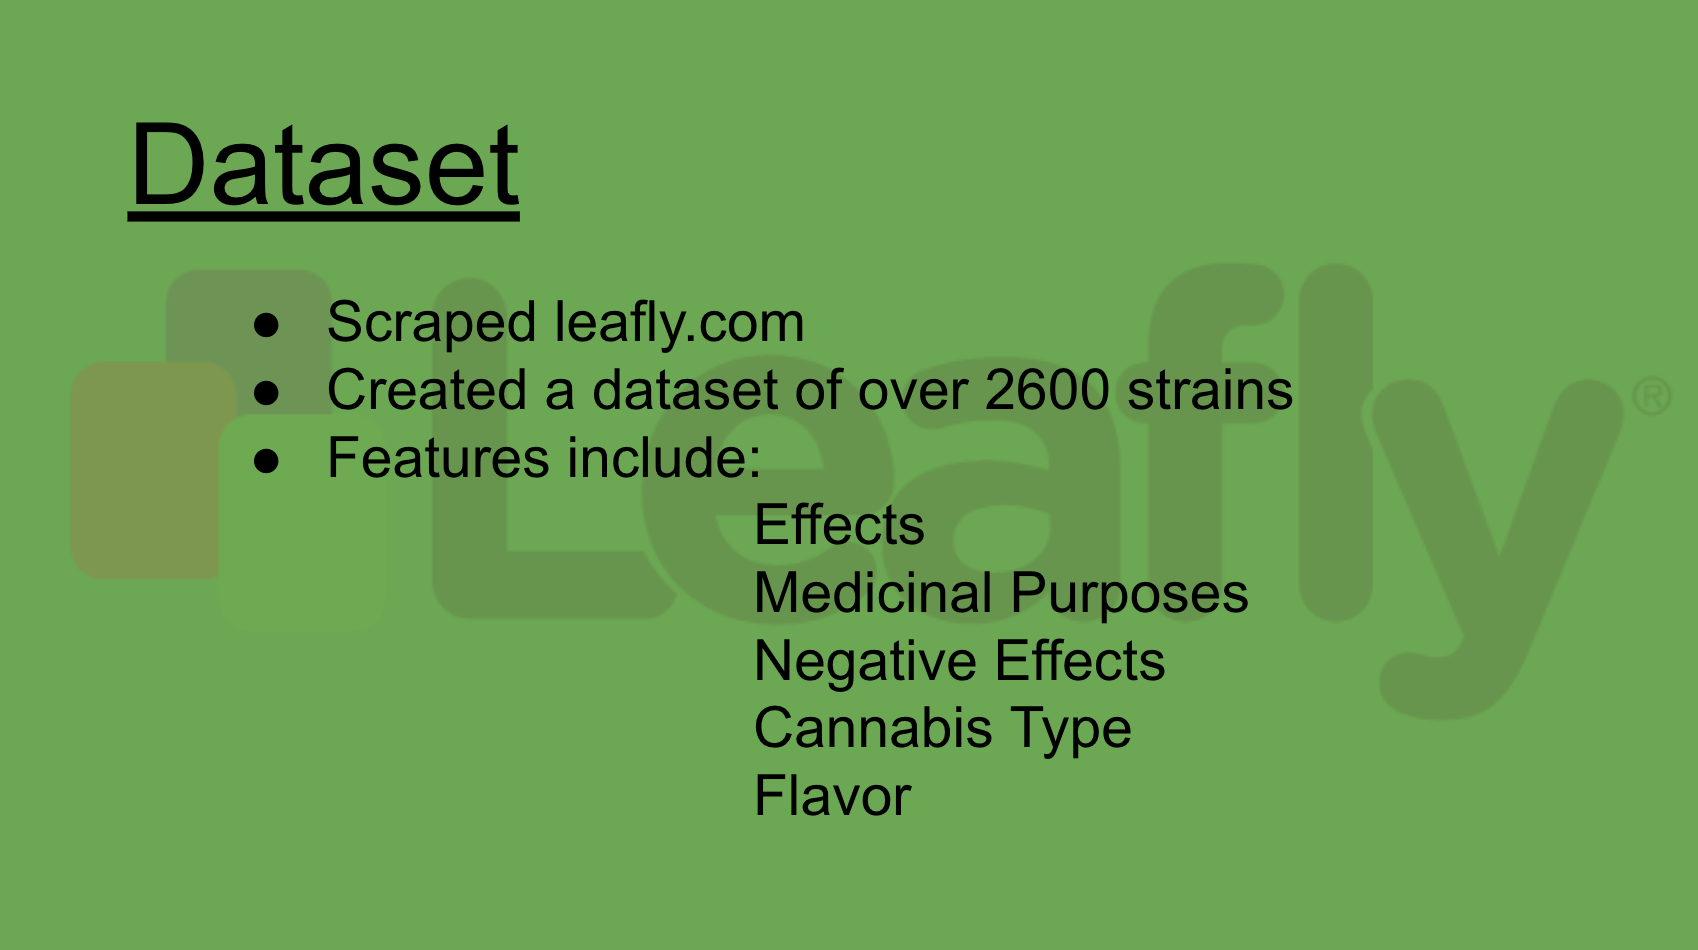 Dataset
● Scraped leafly.com
● Created a dataset of over 2600 strains
● Features include:
Effects
Medicinal Purposes
Negative Effects
Cannabis Type
Flavor
Leafly®